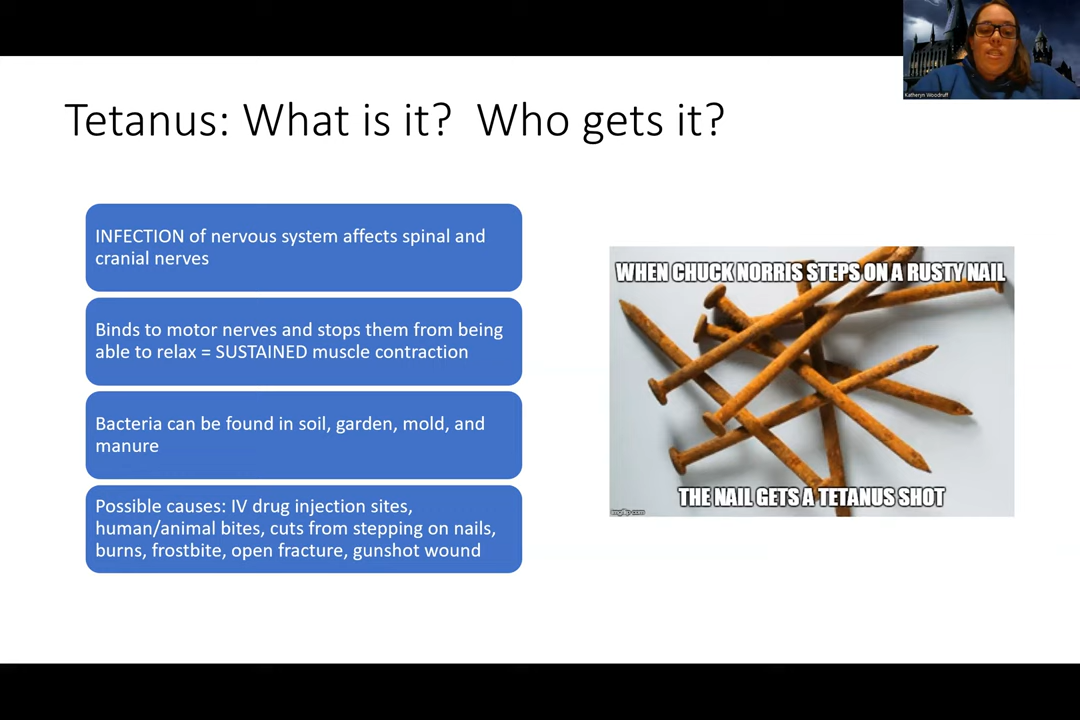 Katheryn Woodruff
Tetanus: What is it?  Who gets it?
INFECTION of nervous system affects spinal and
cranial nerves
Binds to motor nerves and stops them from being
able to relax = SUSTAINED muscle contraction
Bacteria can be found in soil, garden, mold, and
manure
Possible causes: IV drug injection sites,
human/animal bites, cuts from stepping on nails,
burns, frostbite, open fracture, gunshot wound
WHEN CHUCK NORRIS STEPS ON A RUSTY NAIL
THE NAIL GETS A TETANUS SHOT
imgflip.com